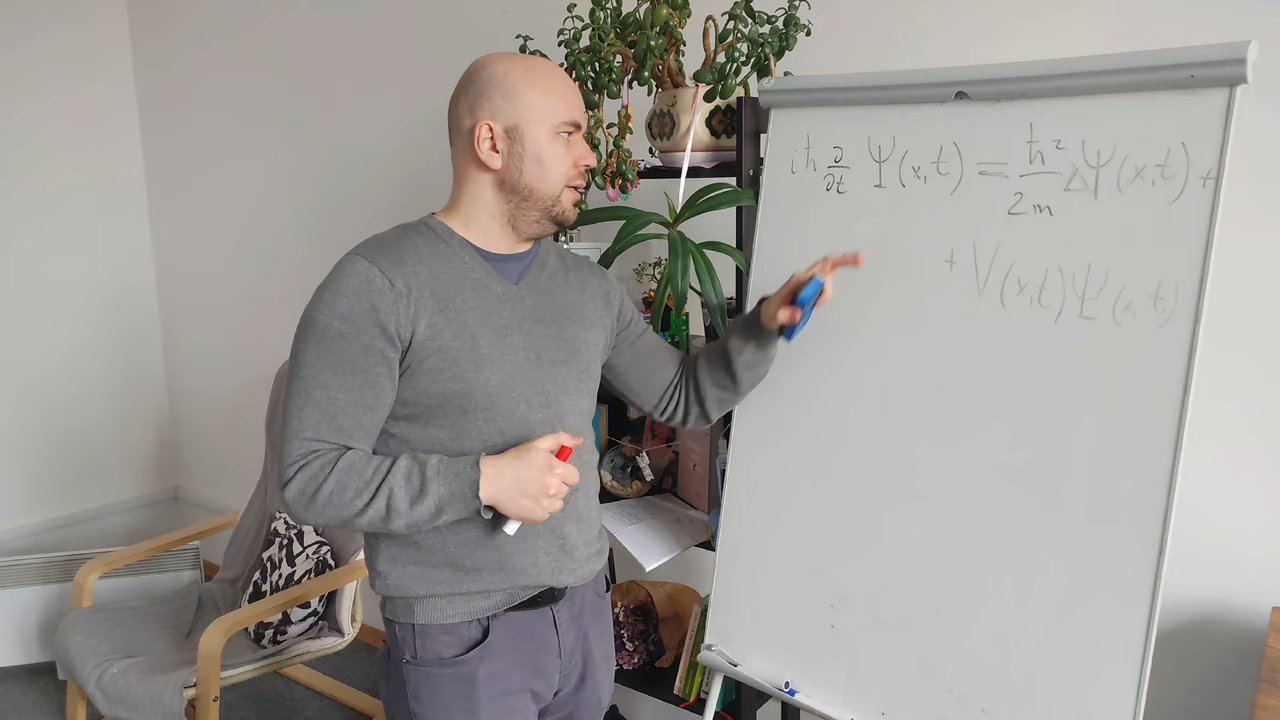 iħ ∂/∂t Ψ(x,t) = ħ²/2m ΔΨ(x,t) +
+ V(x,t)Ψ(x,t)